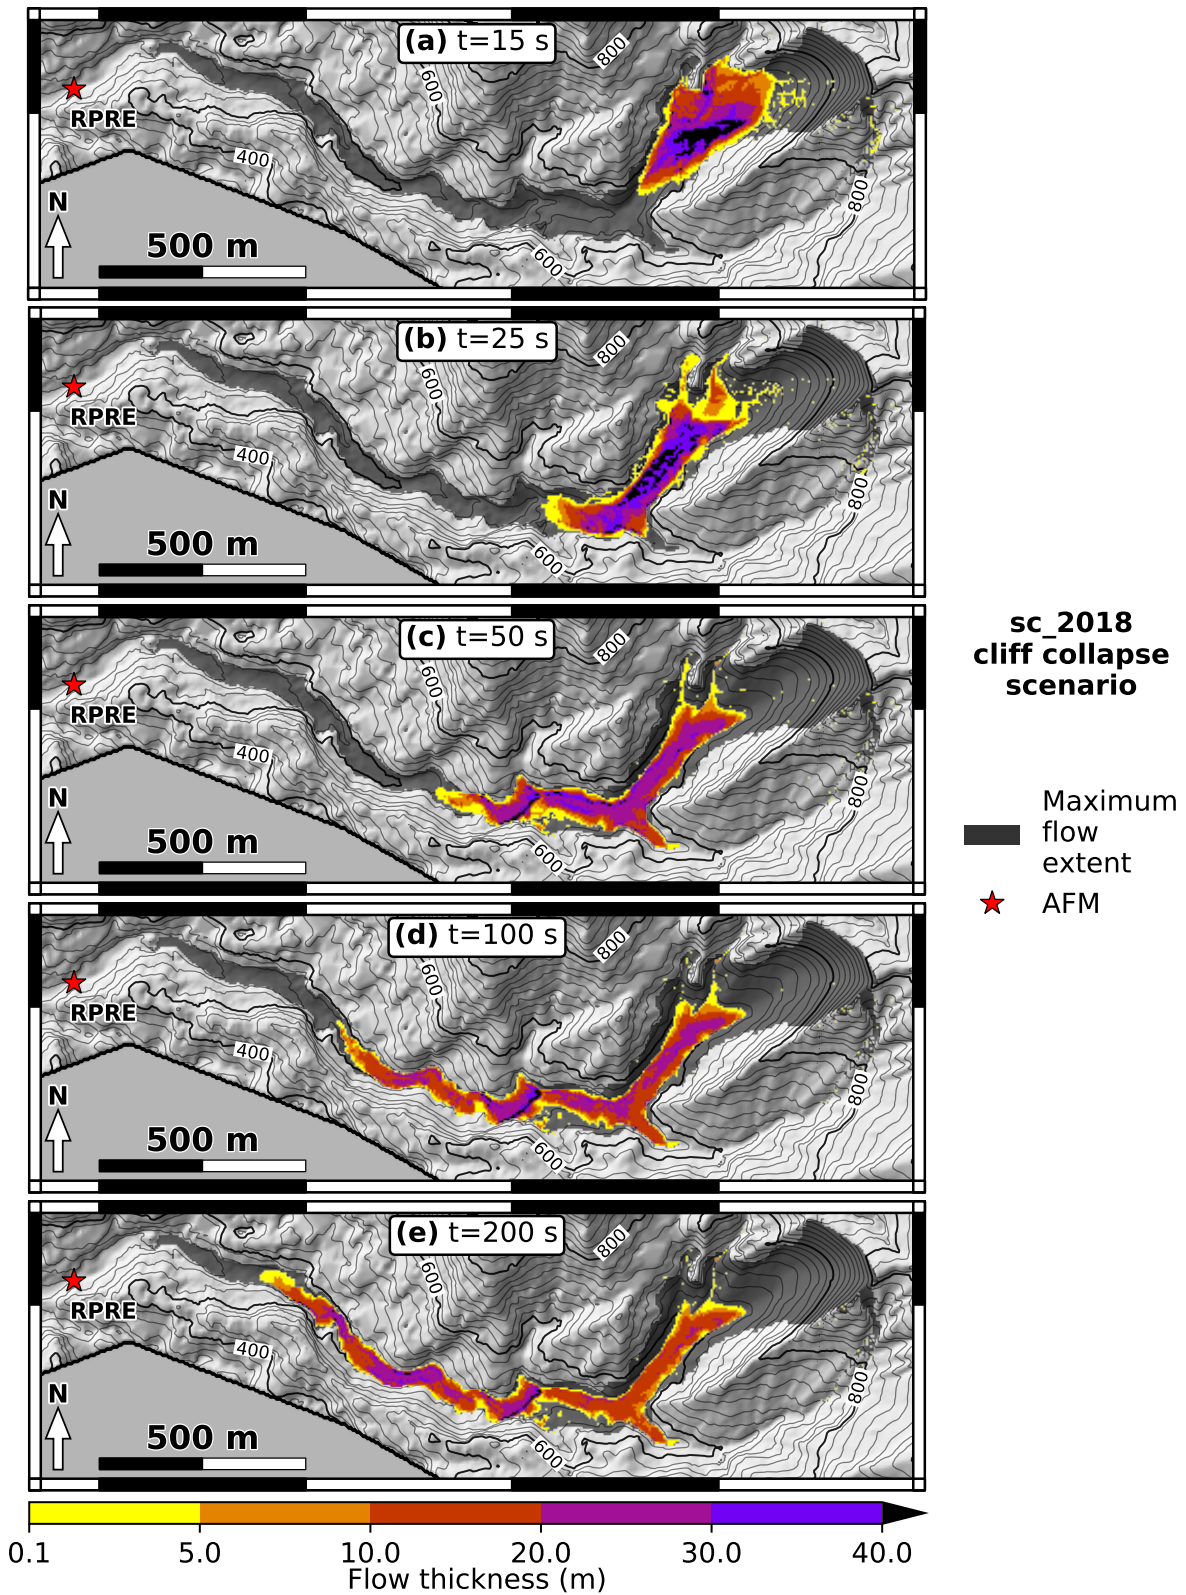 (a) t=15 s
800
600
RPRE
400
N
800
500 m
600
(b) t=25 s
800
600
RPRE
400
N
800
500 m
600
(c) t=50 s
800
600
RPRE
400
N
800
500 m
600
sc_2018
cliff collapse
scenario
Maximum
flow
extent
AFM
(d) t=100 s
800
600
RPRE
400
N
800
500 m
600
(e) t=200 s
800
600
RPRE
400
N
800
500 m
600
0.1 5.0 10.0 20.0 30.0 40.0
Flow thickness (m)